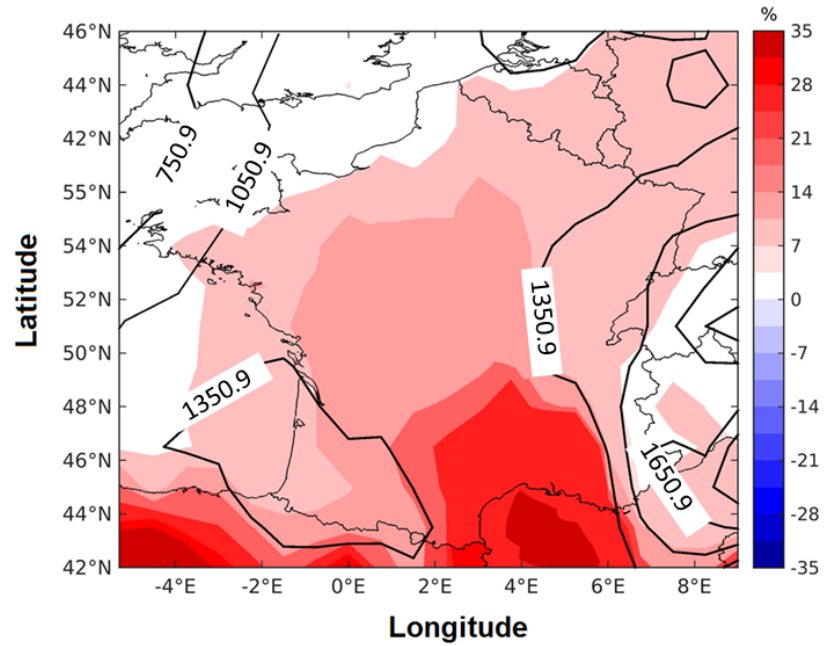 %
46°N
44°N
42°N
55°N
54°N
52°N
50°N
48°N
46°N
44°N
42°N
Latitude
-4°E
-2°E
0°E
2°E
4°E
6°E
8°E
Longitude
750.9
1050.9
1350.9
1350.9
1650.9
35
28
21
14
7
0
-7
-14
-21
-28
-35